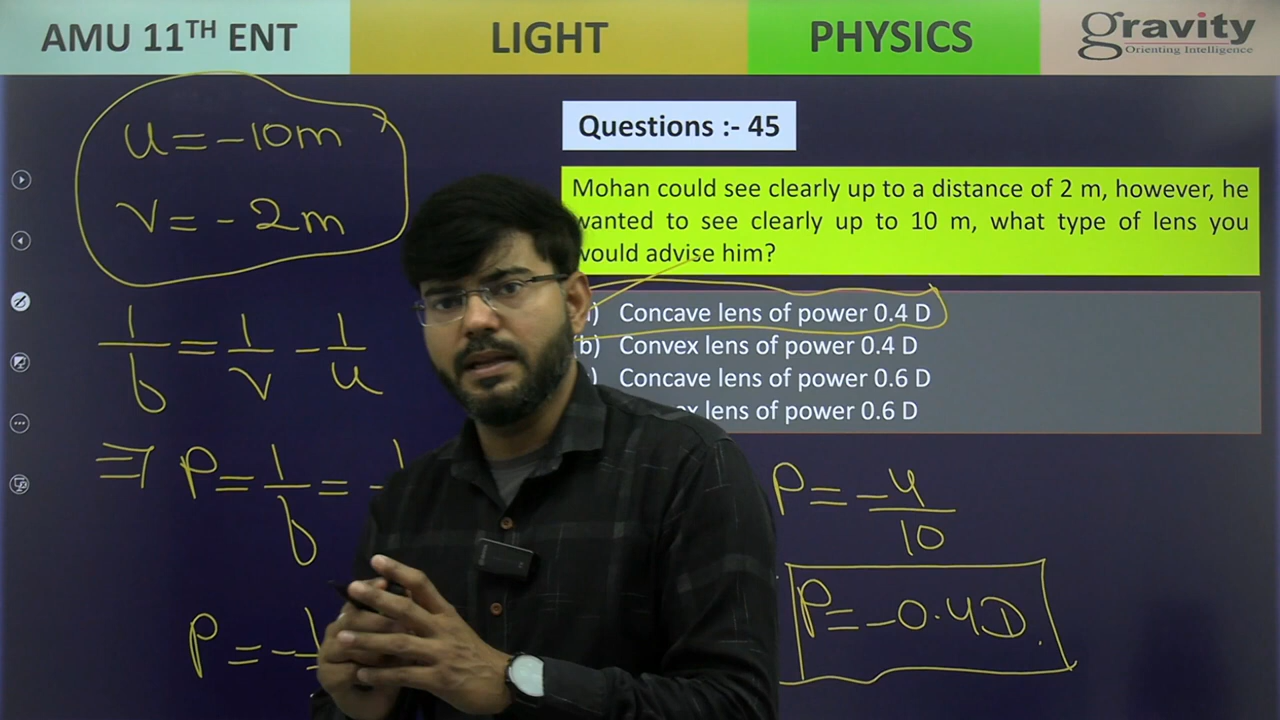 AMU 11TH ENT
LIGHT
PHYSICS
gravity
Orienting Intelligence
u = -10m
v = -2m
1/f = 1/v - 1/u
⇒ P = 1/f = -
P = -1
Questions :- 45
Mohan could see clearly up to a distance of 2 m, however, he
wanted to see clearly up to 10 m, what type of lens you
would advise him?
Concave lens of power 0.4 D
(b) Convex lens of power 0.4 D
Concave lens of power 0.6 D
lens of power 0.6 D
P = -4/10
P = -0.4D.